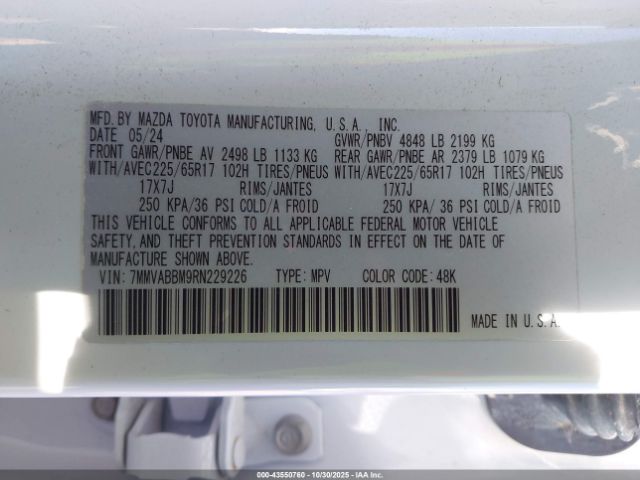 MFD. BY MAZDA TOYOTA MANUFACTURING, U.S.A., INC.
DATE 05/24 GVWR/PNBV 4848 LB 2199 KG
FRONT GAWR/PNBE AV 2498 LB 1133 KG REAR GAWR/PNBE AR 2379 LB 1079 KG
WITH/AVEC225/65R17 102H TIRES/PNEUS WITH/AVEC225/65R17 102H TIRES/PNEUS
17X7J RIMS/JANTES 17X7J RIMS/JANTES
250 KPA/36 PSI COLD/A FROID 250 KPA/ 36 PSI COLD/A FROID
THIS VEHICLE CONFORMS TO ALL APPLICABLE FEDERAL MOTOR VEHICLE
SAFETY, AND THEFT PREVENTION STANDARDS IN EFFECT ON THE DATE OF
MANUFACTURE SHOWN ABOVE.
VIN: 7MMVABBM9RN229226 TYPE: MPV COLOR CODE: 48K
MADE IN U.S.A.
000-43550760 - 10/30/2025 - COPYRIGHT IAA, LLC.